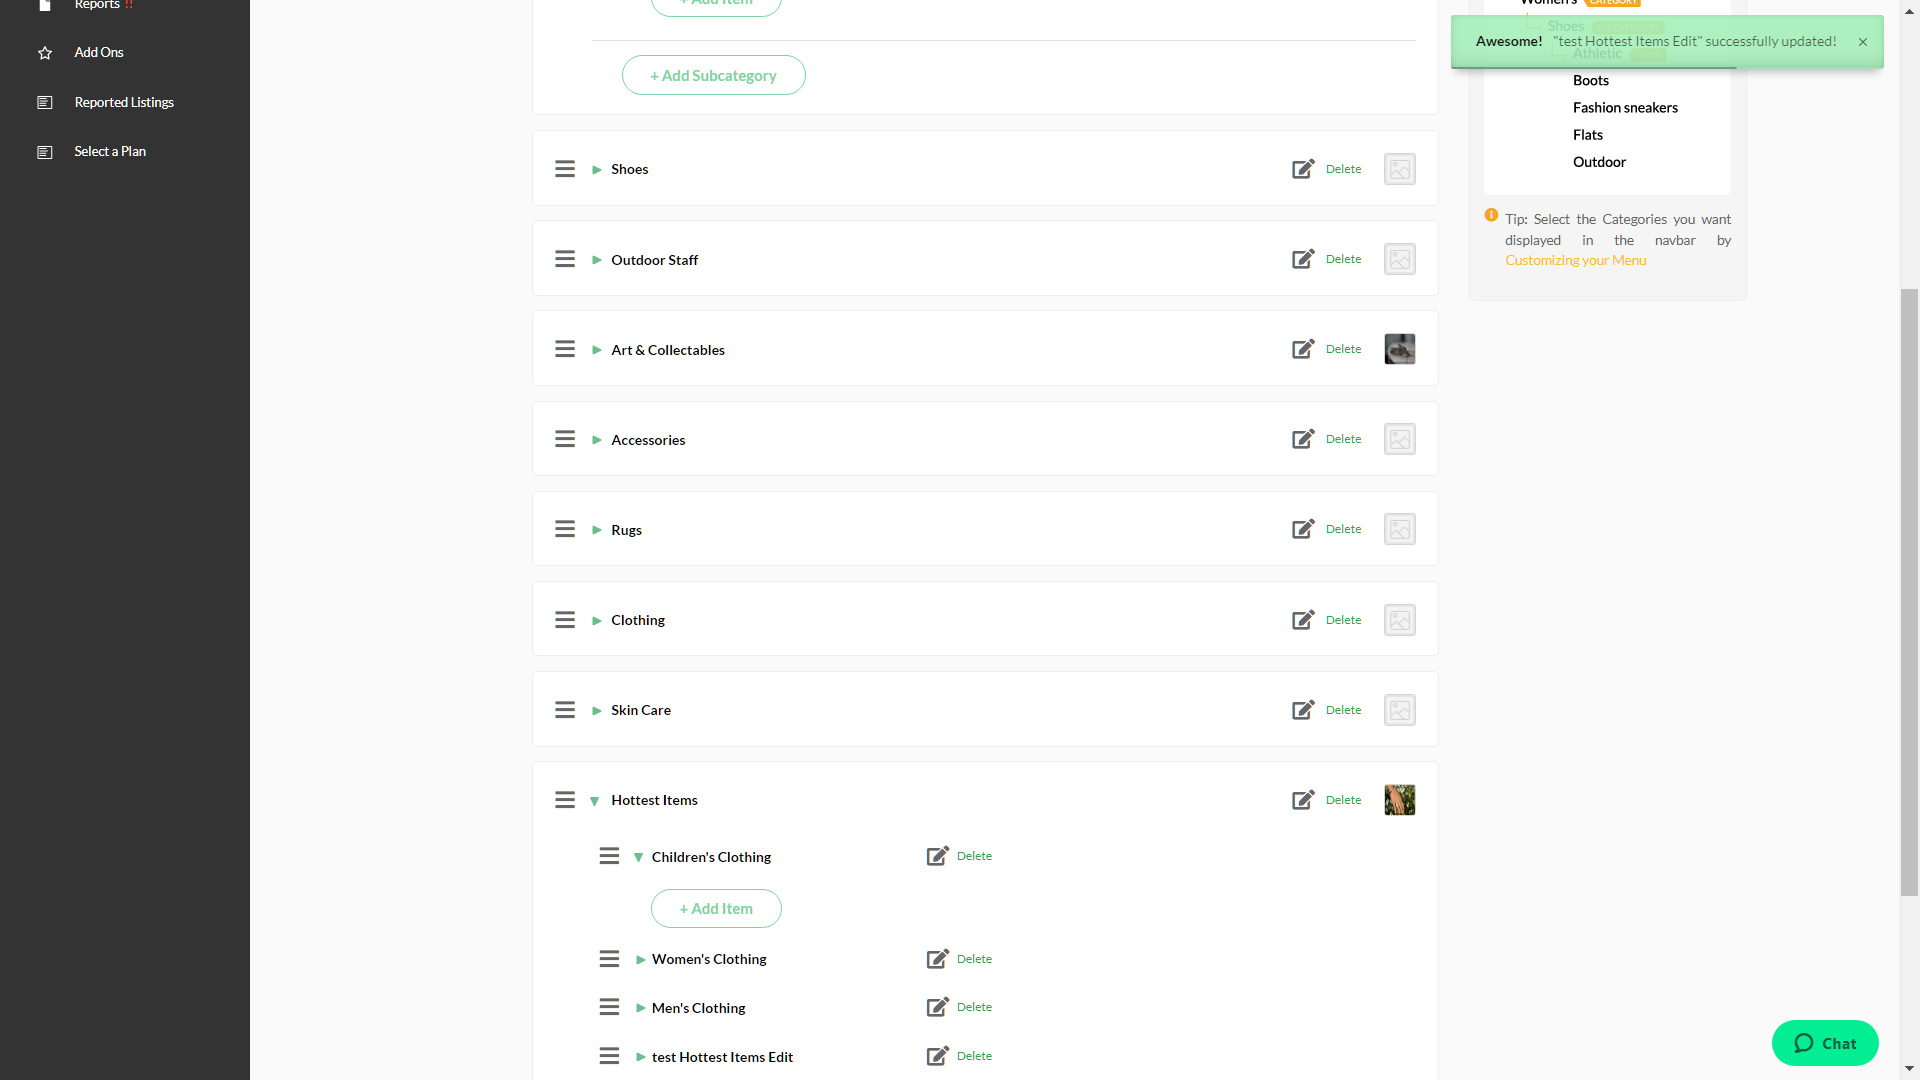 Reports !!
Add Ons
Reported Listings
Select a Plan
+ Add Item
+ Add Subcategory
Shoes
Delete
Outdoor Staff
Delete
Art & Collectables
Delete
Accessories
Delete
Rugs
Delete
Clothing
Delete
Skin Care
Delete
Hottest Items
Delete
Children's Clothing
Delete
+ Add Item
Women's Clothing
Delete
Men's Clothing
Delete
test Hottest Items Edit
Delete
Women's CATEGORY
Shoes
Awesome! "test Hottest Items Edit" successfully updated! ×
Athletic
Boots
Fashion sneakers
Flats
Outdoor
Tip: Select the Categories you want
displayed in the navbar by
Customizing your Menu
Chat